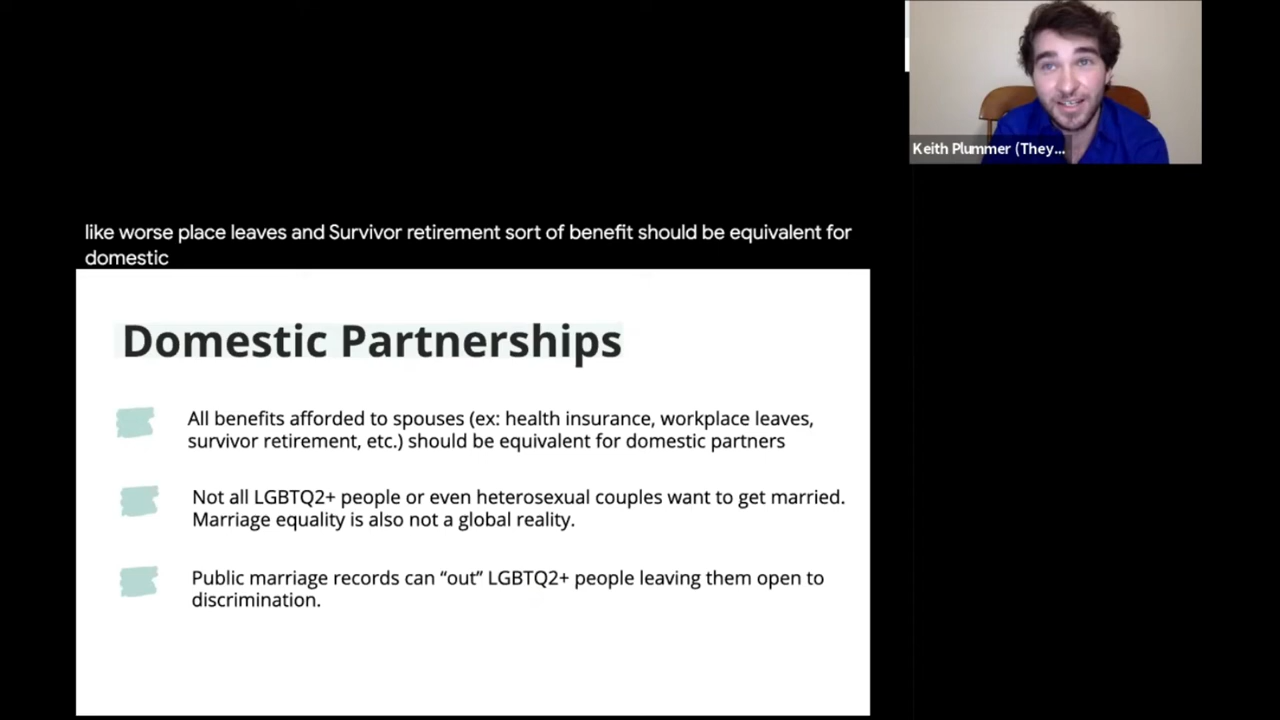 Keith Plummer (They...
like worse place leaves and Survivor retirement sort of benefit should be equivalent for
domestic
Domestic Partnerships
All benefits afforded to spouses (ex: health insurance, workplace leaves,
survivor retirement, etc.) should be equivalent for domestic partners
Not all LGBTQ2+ people or even heterosexual couples want to get married.
Marriage equality is also not a global reality.
Public marriage records can “out” LGBTQ2+ people leaving them open to
discrimination.